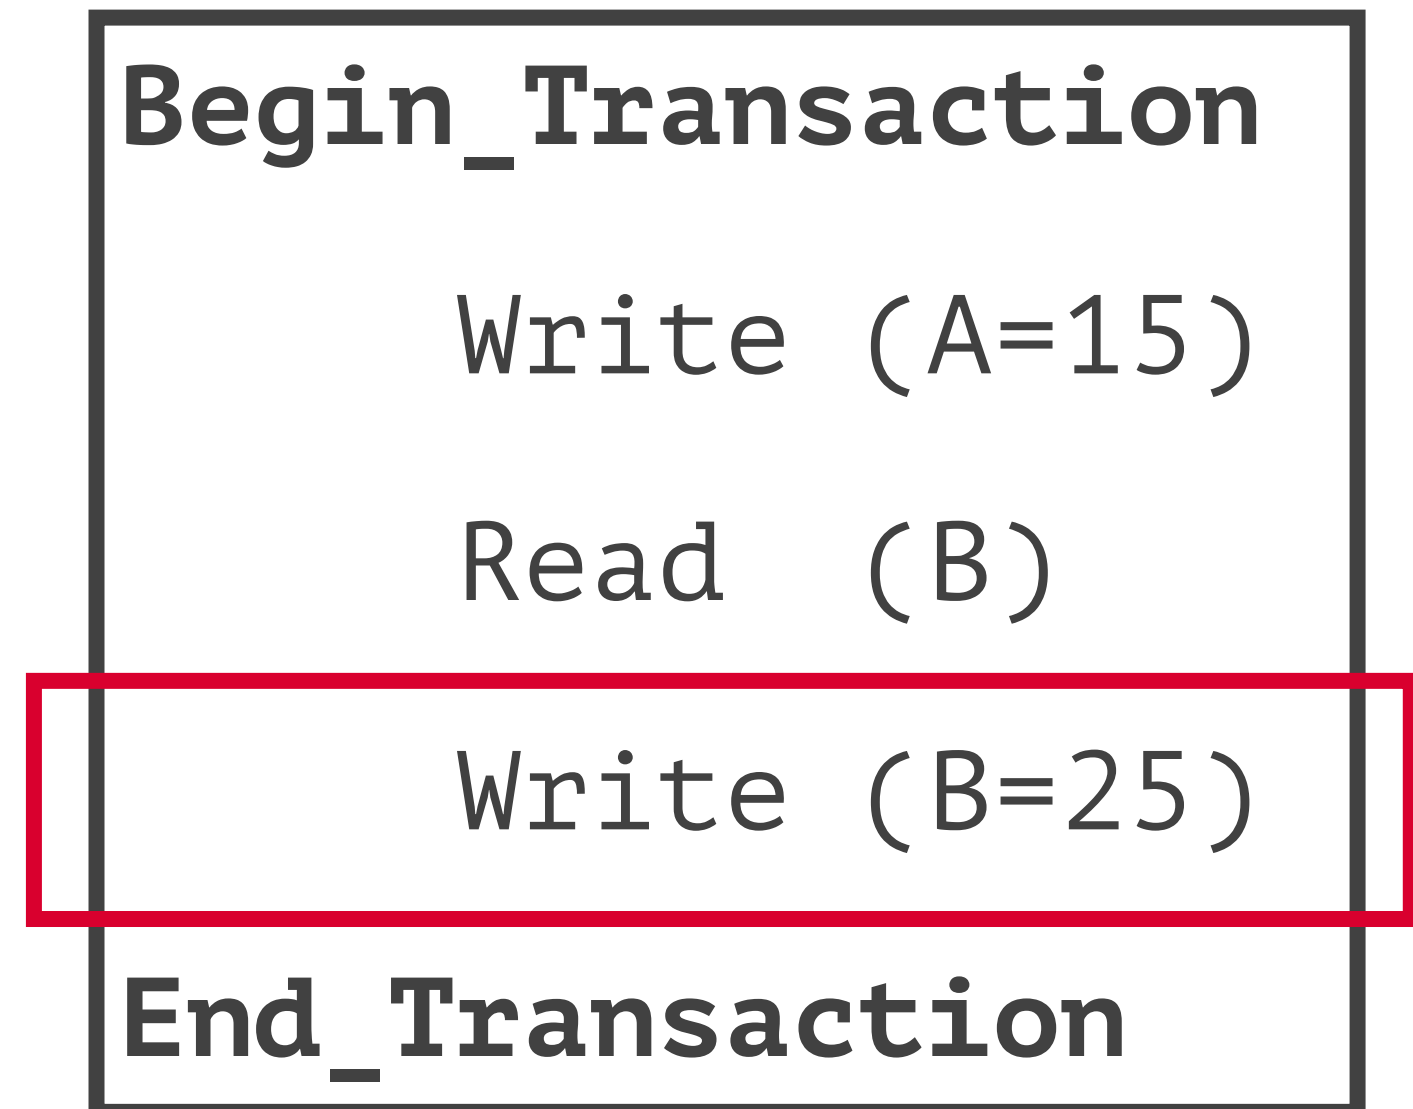 Begin_Transaction
Write (A=15)
Read (B)
Write (B=25)
End_Transaction